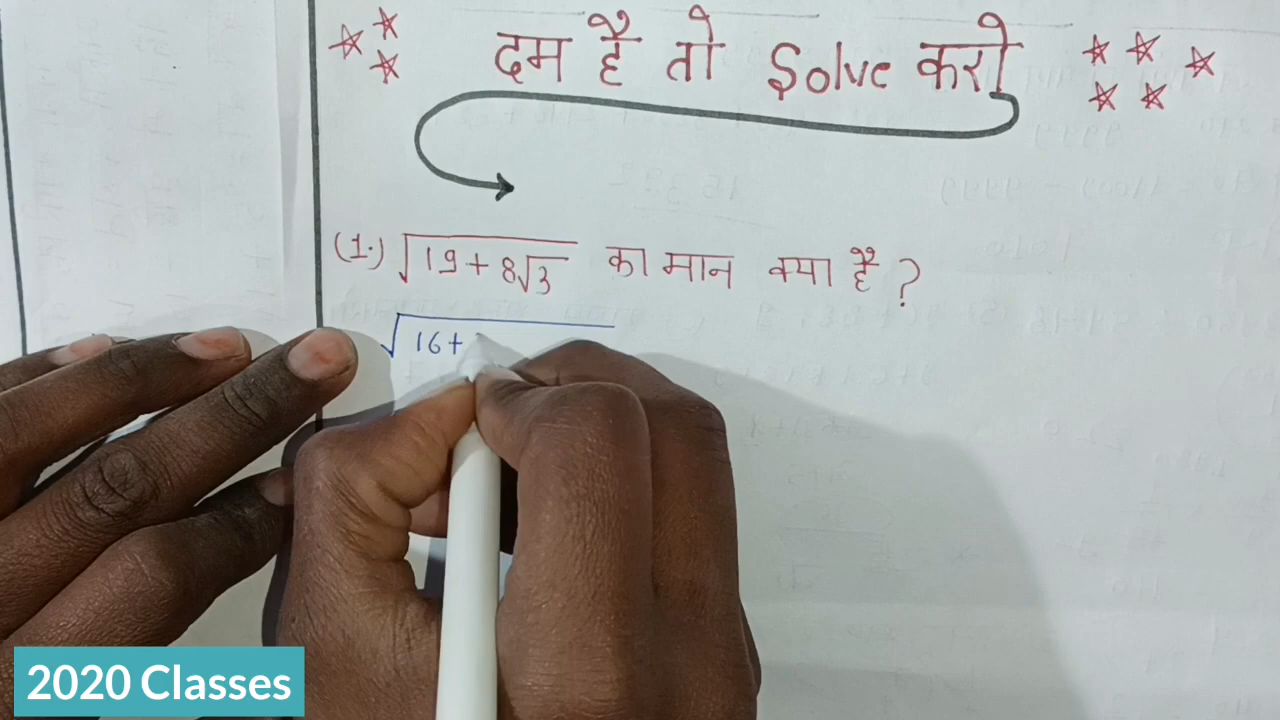 दम है तो Solve करो
(1.) √19+8√3 का मान क्या है ?
√16+
2020 Classes